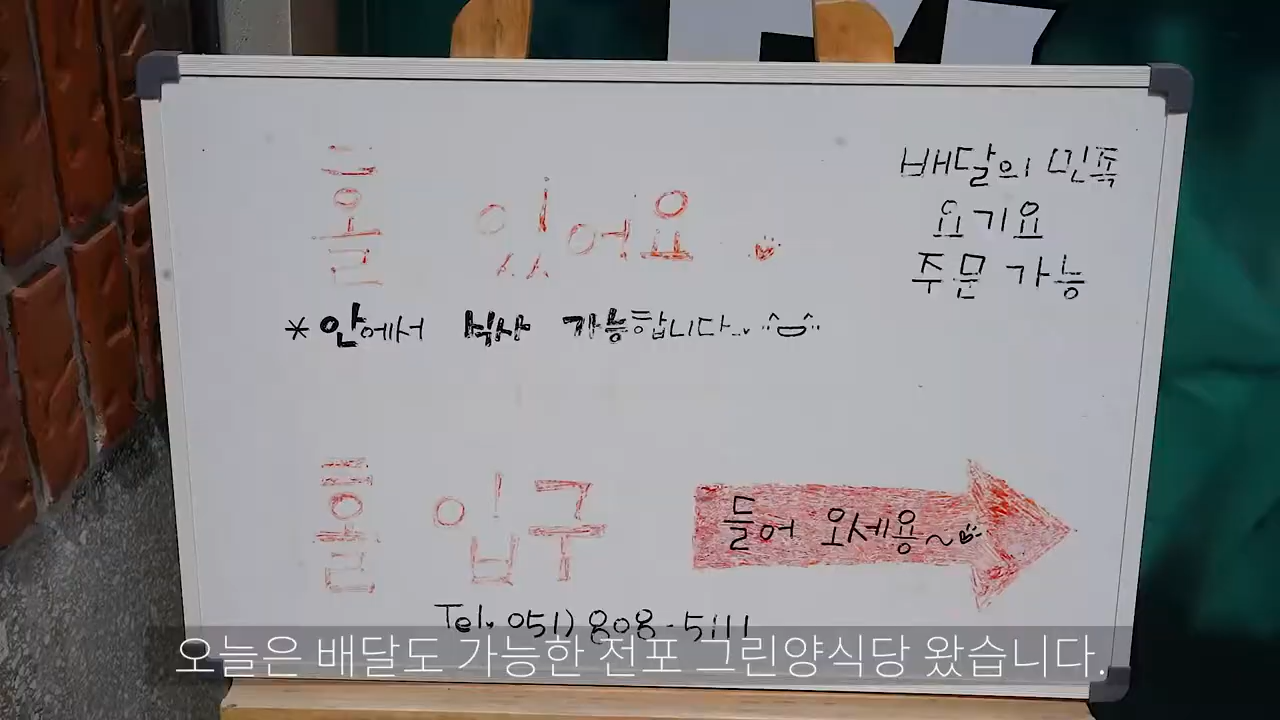 홀 있어요
배달의 민족
요기요
주문 가능
*안에서 식사 가능합니다..^^
홀 입구
들어 오세용~
Tel. 051) 808-5111
오늘은 배달도 가능한 전포 그린양식당 왔습니다.